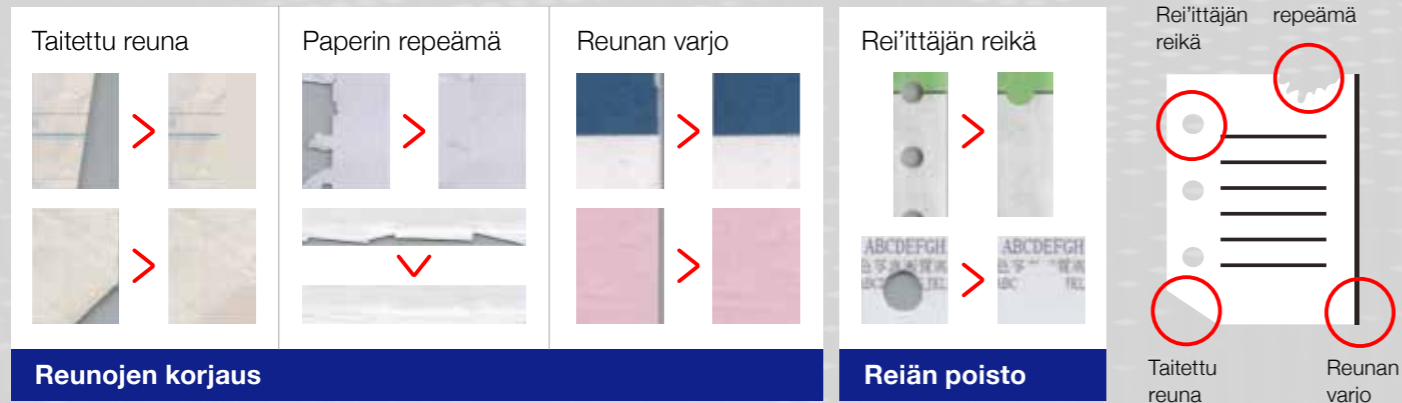 Taitettu reuna
Paperin repeämä
Reunan varjo
Reunojen korjaus
Rei'ittäjän reikä
ABCDEFGH
ABCDEFGH
ABC
Reiän poisto
Rei'ittäjän
reikä
repeämä
Taitettu
reuna
Reunan
varjo